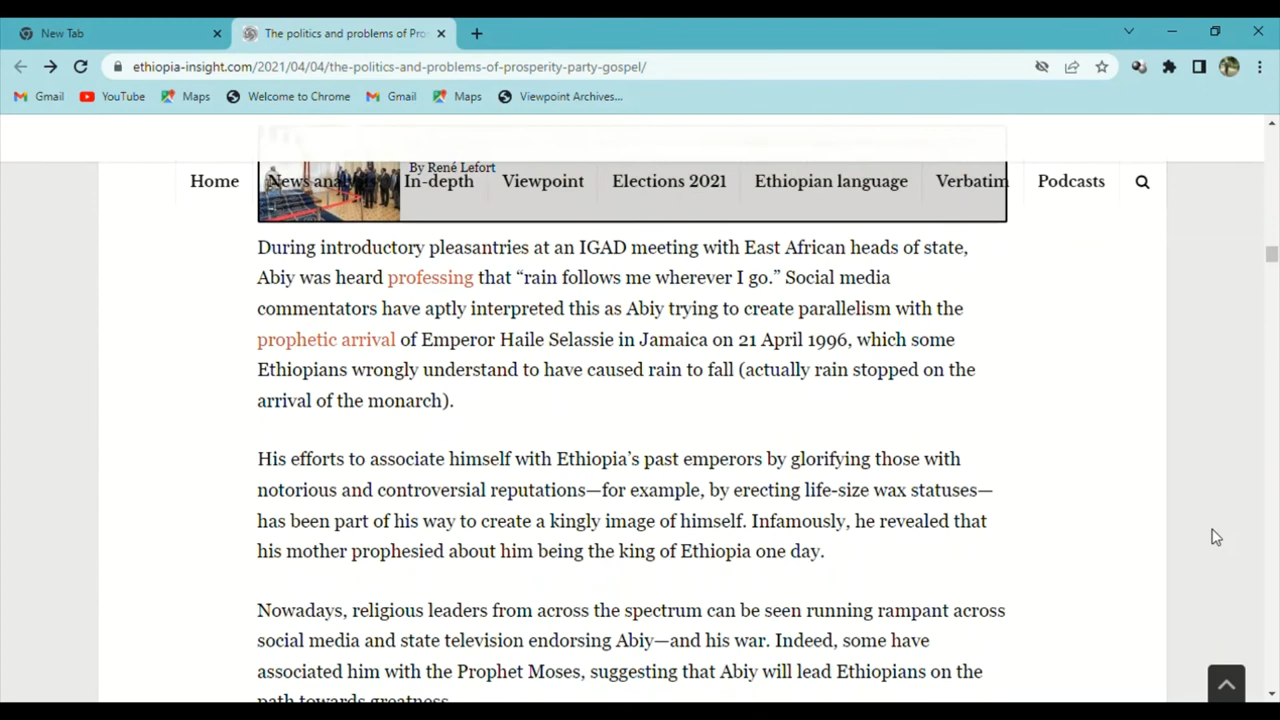 New Tab
The politics and problems of Pro
ethiopia-insight.com/2021/04/04/the-politics-and-problems-of-prosperity-party-gospel/
Gmail YouTube Maps Welcome to Chrome Gmail Maps Viewpoint Archives...
By René Lefort
Home News analysis In-depth Viewpoint Elections 2021 Ethiopian language Verbatim Podcasts
During introductory pleasantries at an IGAD meeting with East African heads of state,
Abiy was heard professing that “rain follows me wherever I go.” Social media
commentators have aptly interpreted this as Abiy trying to create parallelism with the
prophetic arrival of Emperor Haile Selassie in Jamaica on 21 April 1996, which some
Ethiopians wrongly understand to have caused rain to fall (actually rain stopped on the
arrival of the monarch).
His efforts to associate himself with Ethiopia’s past emperors by glorifying those with
notorious and controversial reputations—for example, by erecting life-size wax statuses—
has been part of his way to create a kingly image of himself. Infamously, he revealed that
his mother prophesied about him being the king of Ethiopia one day.
Nowadays, religious leaders from across the spectrum can be seen running rampant across
social media and state television endorsing Abiy—and his war. Indeed, some have
associated him with the Prophet Moses, suggesting that Abiy will lead Ethiopians on the
path towards greatness.